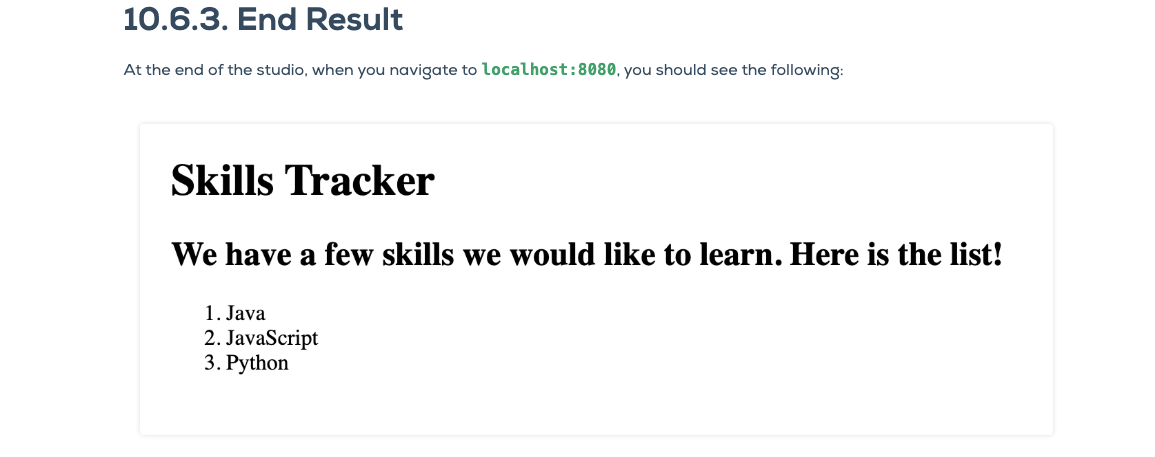 10.6.3. End Result
At the end of the studio, when you navigate to localhost:8080, you should see the following:
Skills Tracker
We have a few skills we would like to learn. Here is the list!
1. Java
2. JavaScript
3. Python